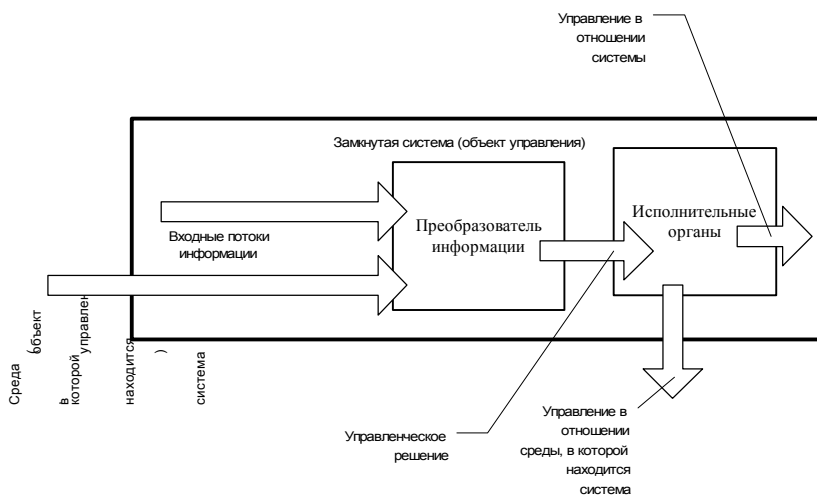 Управление в
отношении
системы
Замкнутая система (объект управления)
Преобразователь
информации
Исполнительные
органы
Входные потоки
информации
Среда (объект
управлен
)
в
которой
находится
система
Управленческое
решение
Управление в
отношении
среды, в которой
находится
система